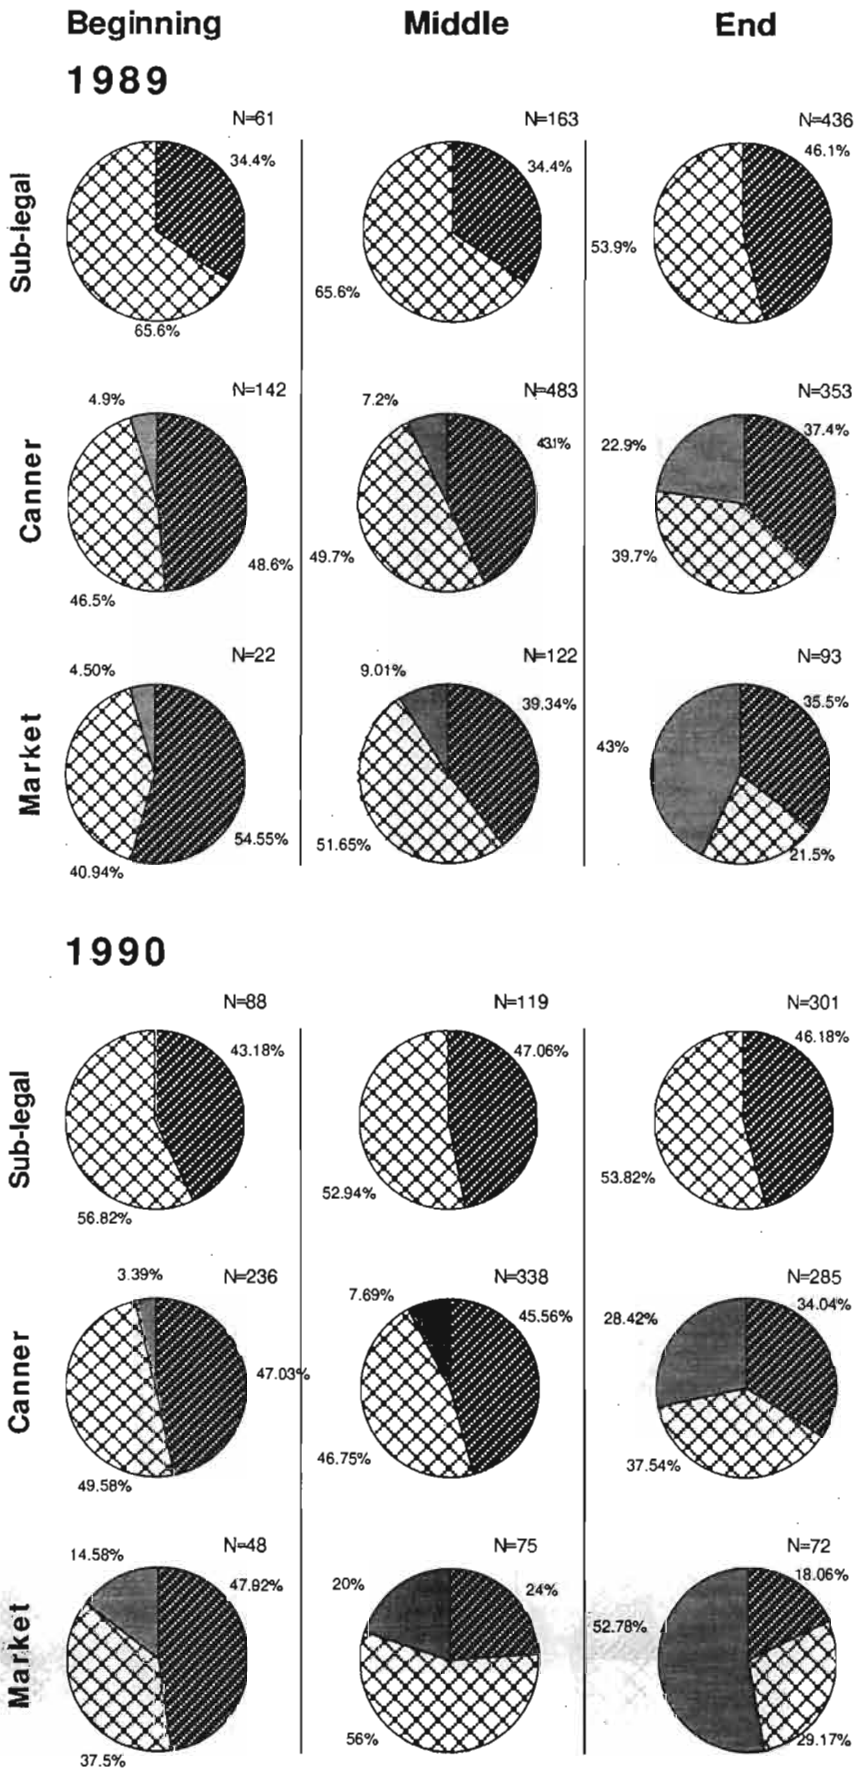 Beginning Middle End
1989
N=61 N=163 N=436
34.4% 34.4% 46.1%
Sub-legal
53.9%
65.6% 65.6%
N=142 N=483 N=353
4.9% 7.2% 37.4%
43.1% 22.9%
Canner
48.6% 49.7% 39.7%
46.5%
N=22 N=122 N=93
4.50% 9.01% 35.5%
39.34%
43%
Market
54.55% 51.65% 21.5%
40.94%
1990
N=88 N=119 N=301
43.18% 47.06% 46.18%
Sub-legal
52.94% 53.82%
56.82%
3.39% N=236 N=338 N=285
7.69% 45.56% 28.42% 34.04%
Canner
47.03%
49.58% 46.75% 37.54%
14.58% N=48 N=75 N=72
47.92% 20% 24% 18.06%
52.78%
Market
37.5% 56% 29.17%